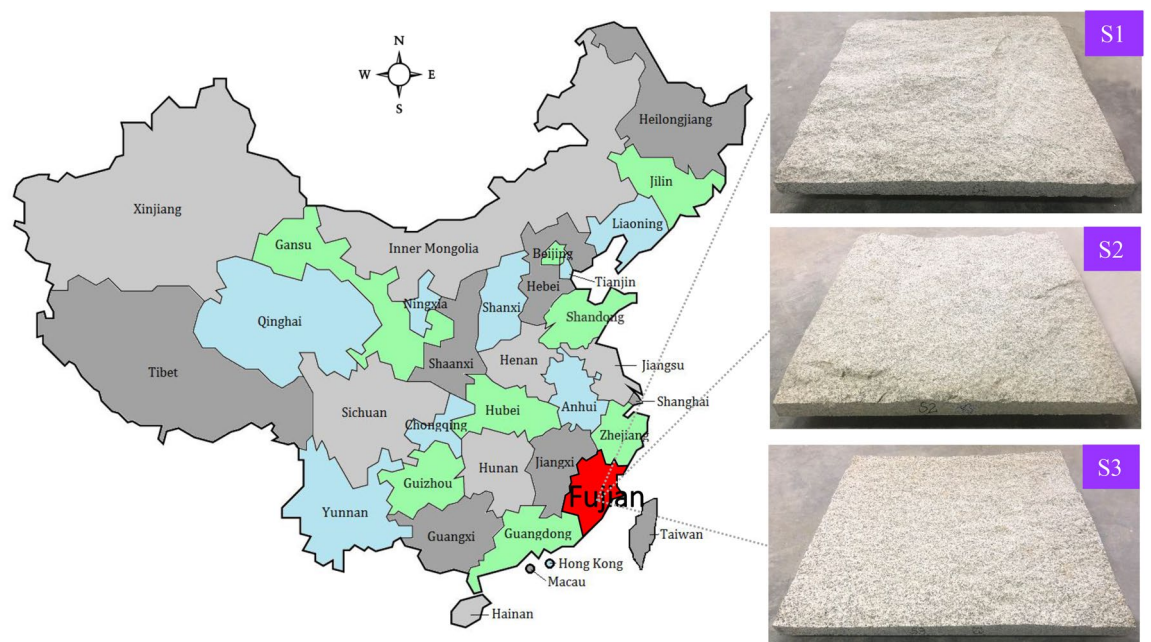 N
W E
S
Heilongjiang
Jilin
Xinjiang
Liaoning
Gansu
Inner Mongolia
Beijing
Tianjin
Hebei
Ningxia
Shanxi
Qinghai
Shandong
Shaanxi
Henan
Jiangsu
Tibet
Shanghai
Sichuan
Hubei
Anhui
Chongqing
Zhejiang
Hunan
Jiangxi
Guizhou
Fujian
Yunnan
Guangxi
Guangdong
Taiwan
Hong Kong
Macau
Hainan
S1
S2
S2
S3